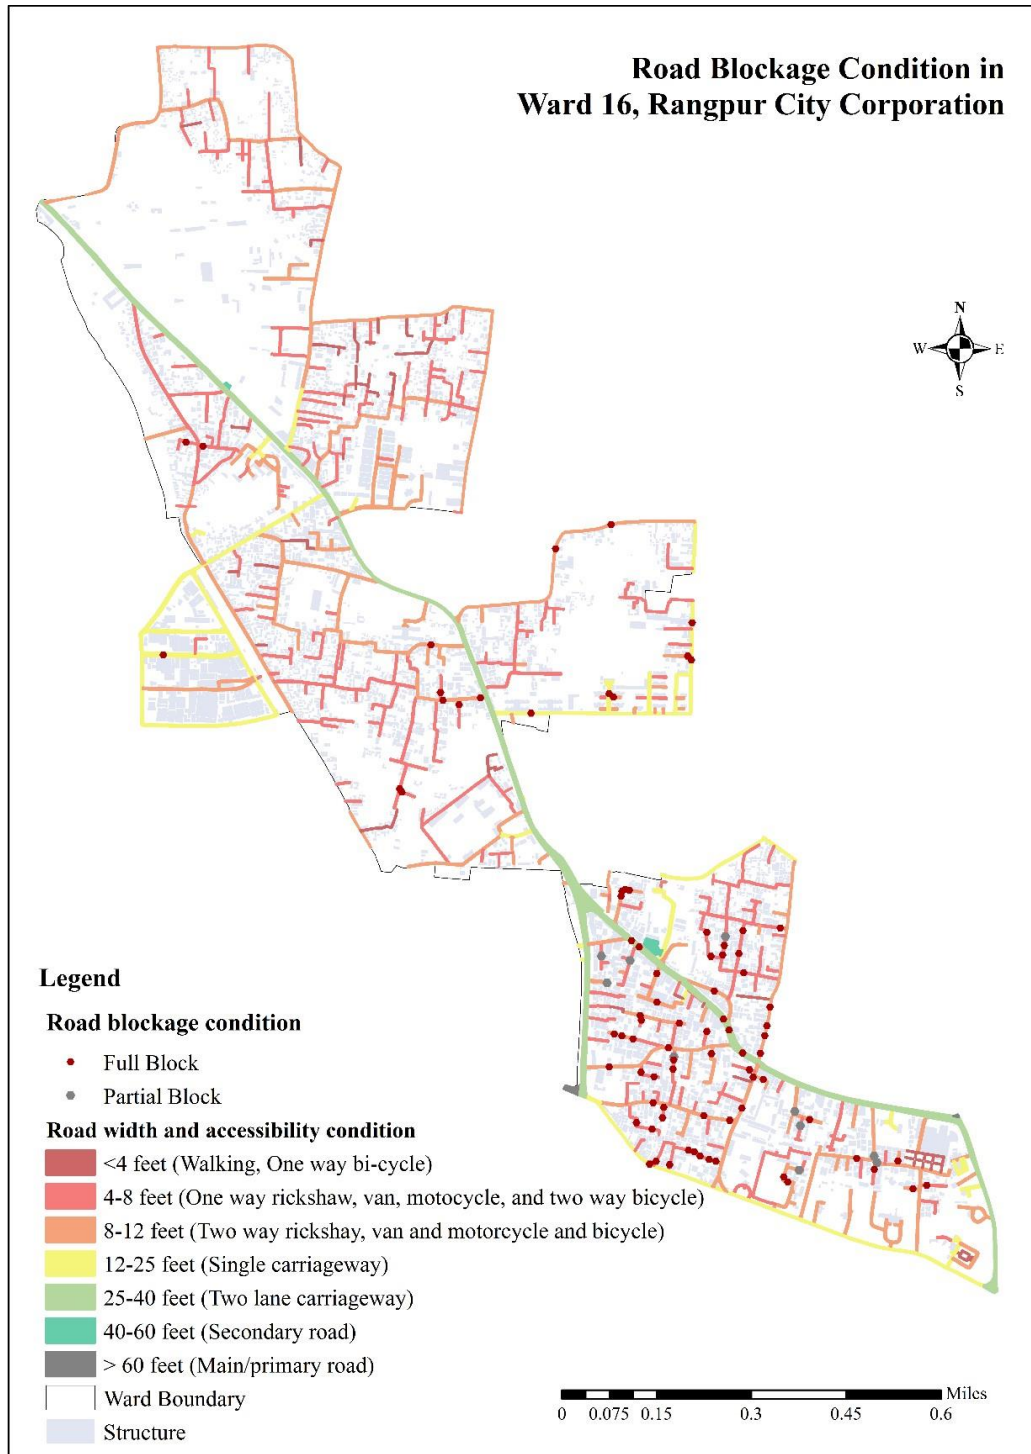 Road Blockage Condition in
Ward 16, Rangpur City Corporation
N
W E
S
Legend
Road blockage condition
Full Block
Partial Block
Road width and accessibility condition
<4 feet (Walking, One way bi-cycle)
4-8 feet (One way rickshaw, van, motocycle, and two way bicycle)
8-12 feet (Two way rickshay, van and motorcycle and bicycle)
12-25 feet (Single carriageway)
25-40 feet (Two lane carriageway)
40-60 feet (Secondary road)
> 60 feet (Main/primary road)
Ward Boundary
Structure
Miles
0 0.075 0.15 0.3 0.45 0.6